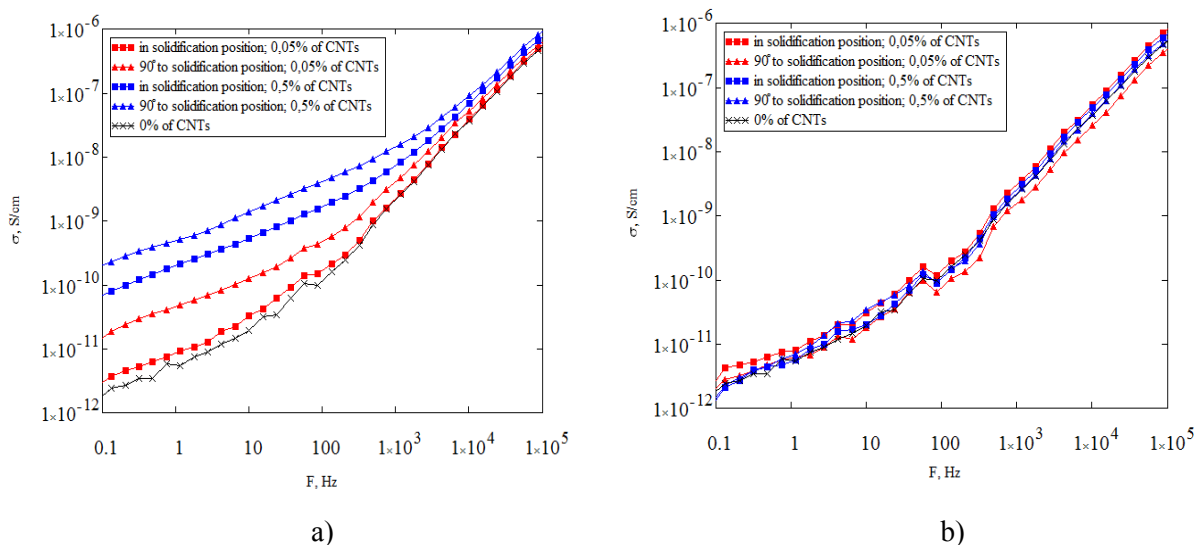 1×10⁻⁶
1×10⁻⁷
1×10⁻⁸
1×10⁻⁹
1×10⁻¹⁰
1×10⁻¹¹
1×10⁻¹²
σ, S/cm
in solidification position; 0,05% of CNTs
90° to solidification position; 0,05% of CNTs
in solidification position; 0,5% of CNTs
90° to solidification position; 0,5% of CNTs
0% of CNTs
0.1 1 10 100 1×10³ 1×10⁴ 1×10⁵
F, Hz
a)
1×10⁻⁶
1×10⁻⁷
1×10⁻⁸
1×10⁻⁹
1×10⁻¹⁰
1×10⁻¹¹
1×10⁻¹²
σ, S/cm
in solidification position; 0,05% of CNTs
90° to solidification position; 0,05% of CNTs
in solidification position; 0,5% of CNTs
90° to solidification position; 0,5% of CNTs
0% of CNTs
0.1 1 10 100 1×10³ 1×10⁴ 1×10⁵
F, Hz
b)